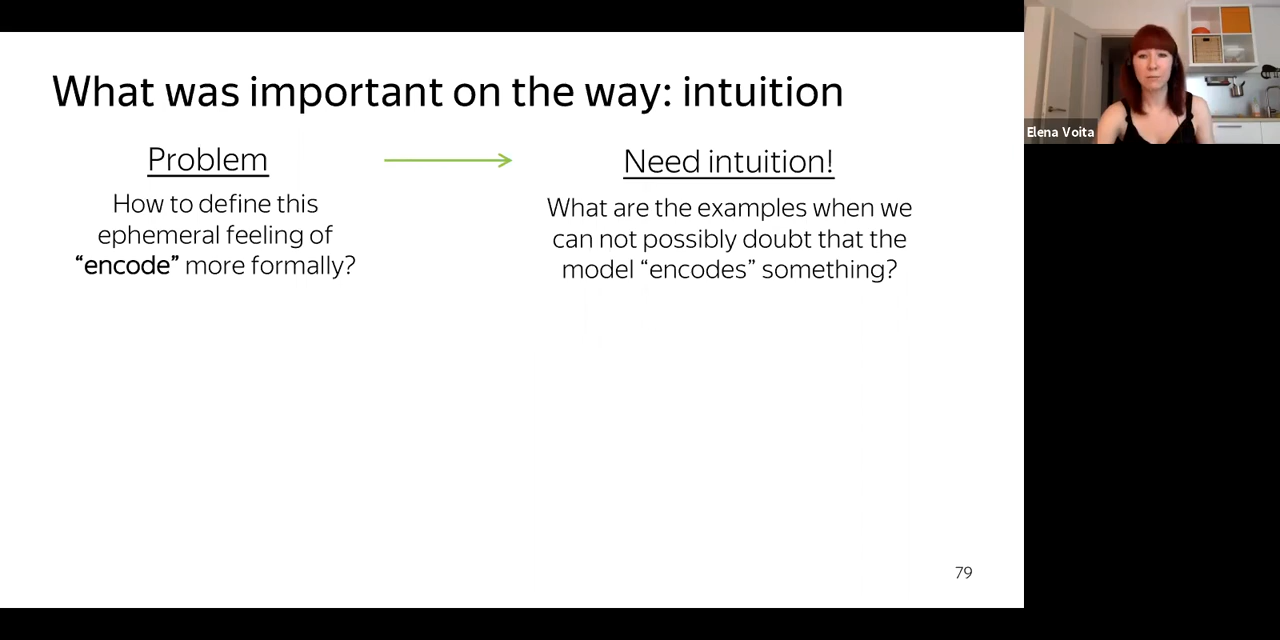 What was important on the way: intuition
Problem
How to define this
ephemeral feeling of
“encode” more formally?
Need intuition!
What are the examples when we
can not possibly doubt that the
model “encodes” something?
79
Elena Voita